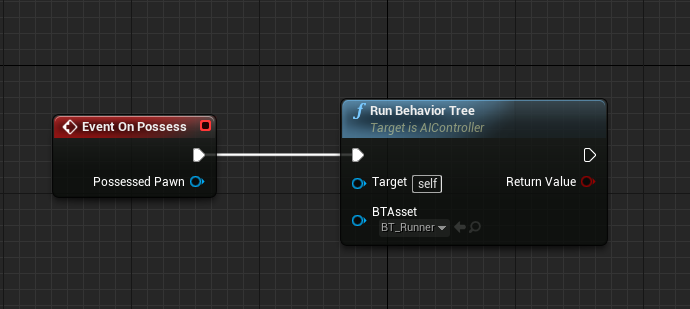 Event On Possess
Possessed Pawn
f Run Behavior Tree
Target is AIController
Target self
Return Value
BTAsset
BT_Runner